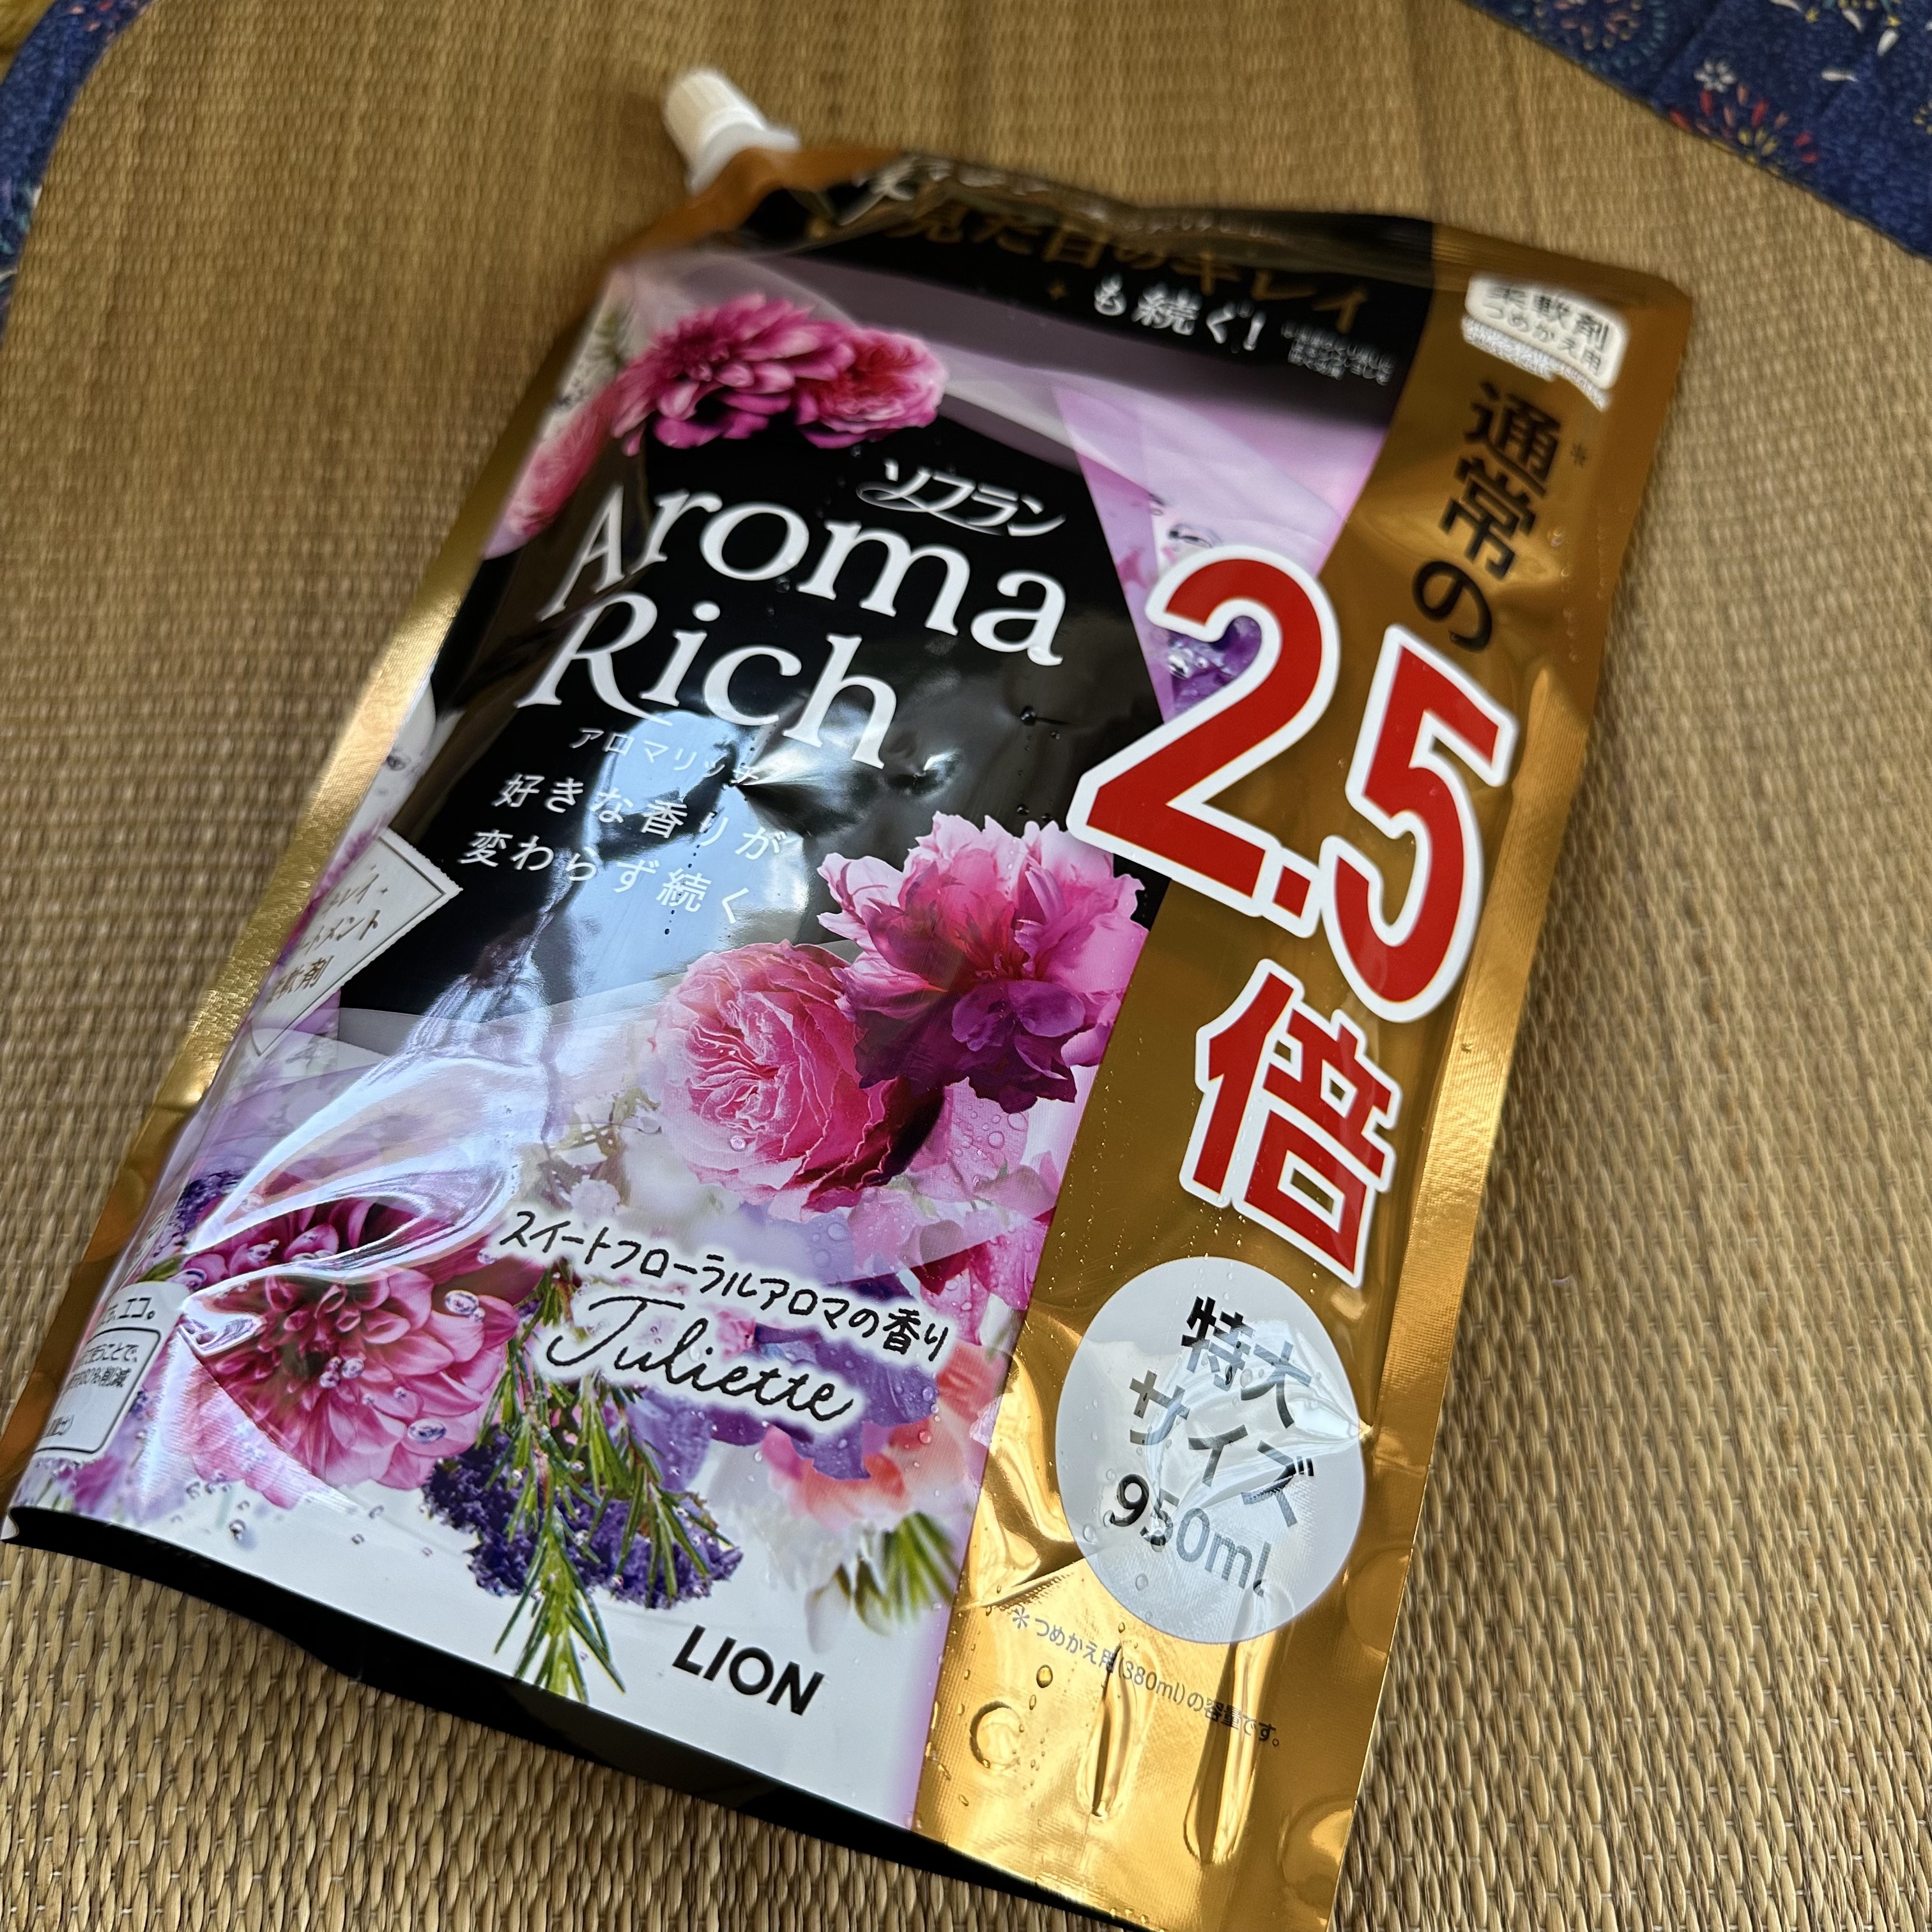 見た目のキレイ
も続く!
柔軟剤
つめかえ用
ソフラン
Aroma
Rich
アロマリッチ
好きな香りが
変わらず続く
通常の
2.5
倍
スイートフローラルアロマの香り
Juliette
特大
サイズ
950ml
LION
※つめかえ用(380ml)の容量です。